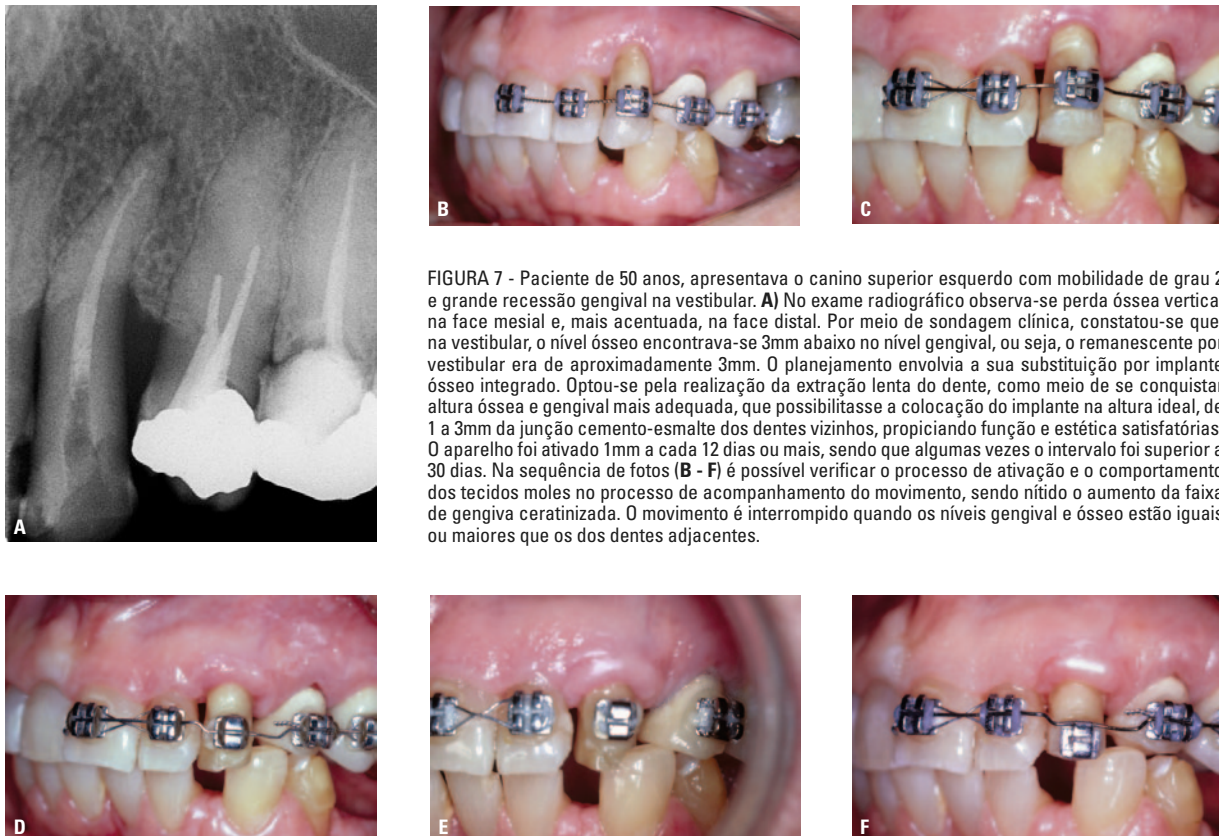 B
C
FIGURA 7 - Paciente de 50 anos, apresentava o canino superior esquerdo com mobilidade de grau 2
e grande recessão gengival na vestibular. A) No exame radiográfico observa-se perda óssea vertical
na face mesial e, mais acentuada, na face distal. Por meio de sondagem clínica, constatou-se que,
na vestibular, o nível ósseo encontrava-se 3mm abaixo no nível gengival, ou seja, o remanescente por
vestibular era de aproximadamente 3mm. O planejamento envolvia a sua substituição por implante
ósseo integrado. Optou-se pela realização da extração lenta do dente, como meio de se conquistar
altura óssea e gengival mais adequada, que possibilitasse a colocação do implante na altura ideal, de
1 a 3mm da junção cemento-esmalte dos dentes vizinhos, propiciando função e estética satisfatórias.
O aparelho foi ativado 1mm a cada 12 dias ou mais, sendo que algumas vezes o intervalo foi superior a
30 dias. Na sequência de fotos (B - F) é possível verificar o processo de ativação e o comportamento
dos tecidos moles no processo de acompanhamento do movimento, sendo nítido o aumento da faixa
de gengiva ceratinizada. O movimento é interrompido quando os níveis gengival e ósseo estão iguais
ou maiores que os dos dentes adjacentes.
A
D
E
F